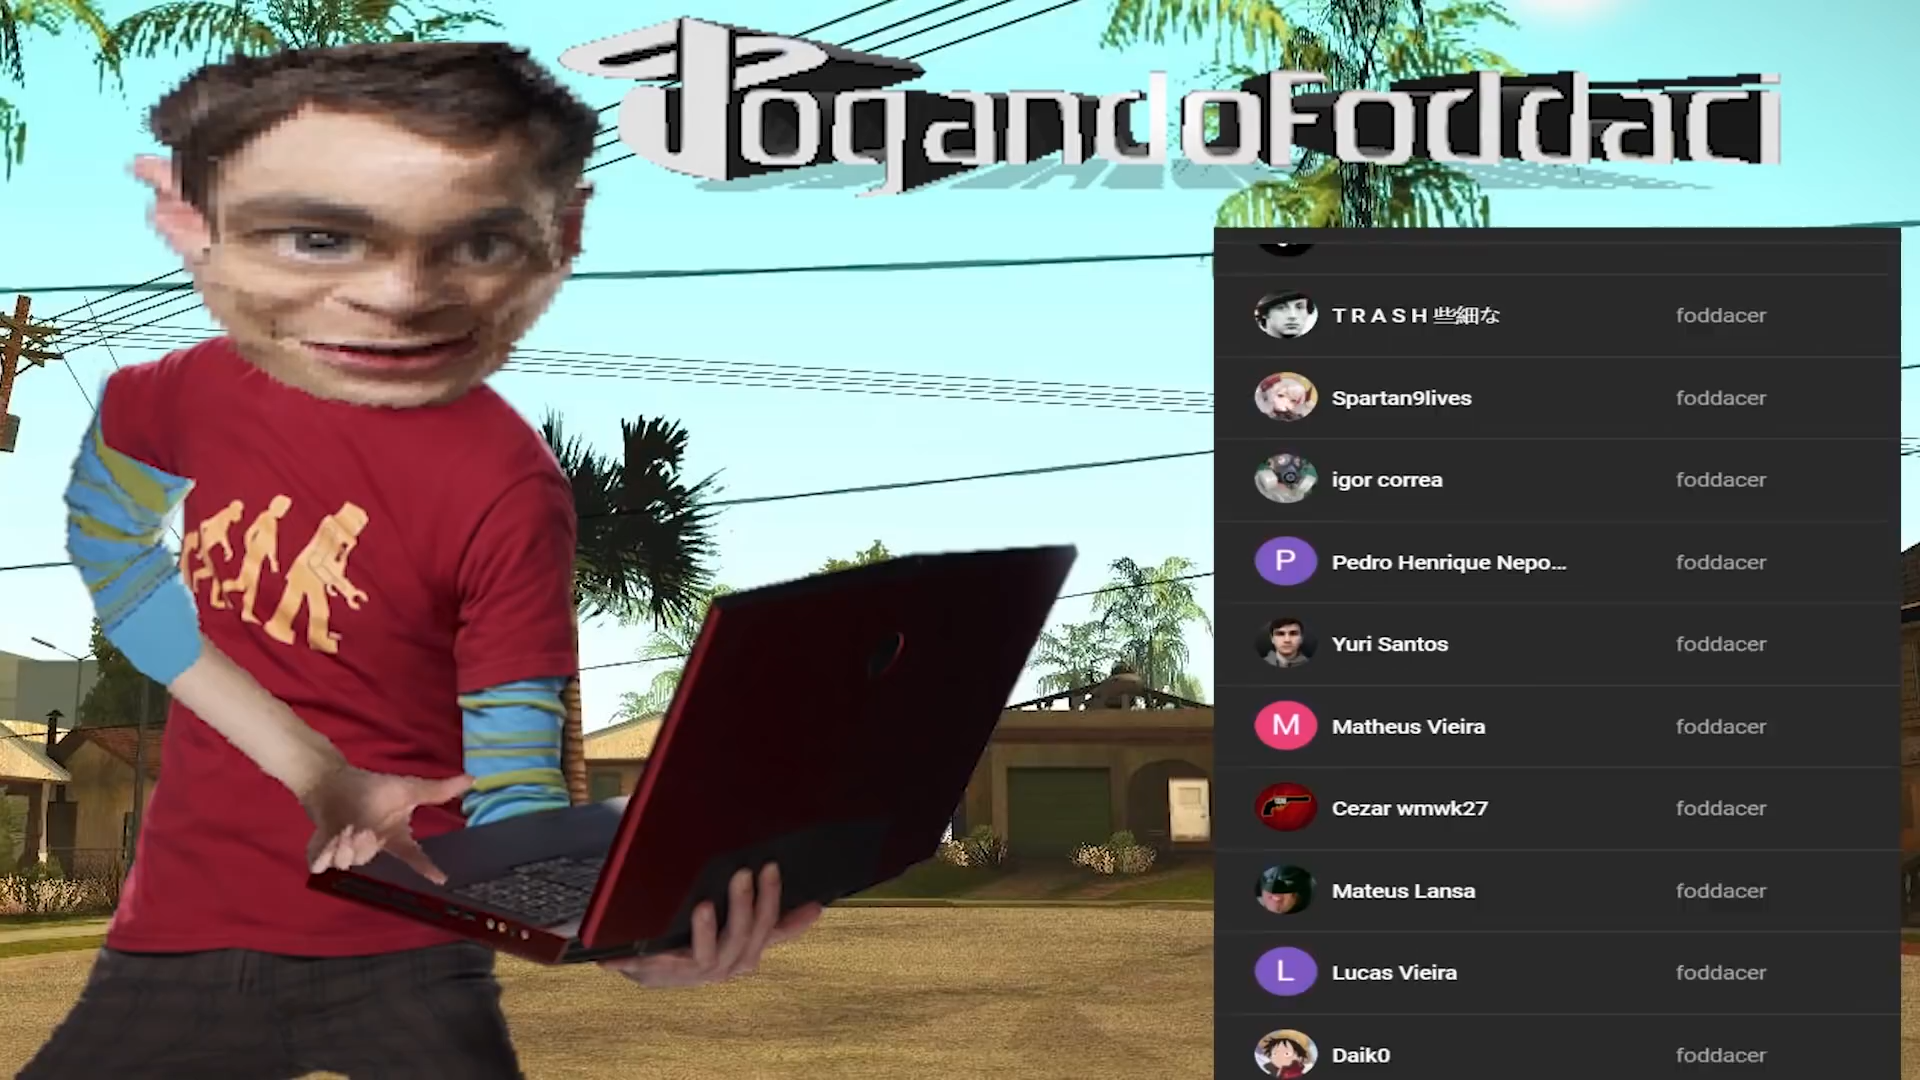 JogandoFoddaci
T R A S H 些細な foddacer
Spartan9lives foddacer
igor correa foddacer
P Pedro Henrique Nepo... foddacer
Yuri Santos foddacer
M Matheus Vieira foddacer
Cezar wmwk27 foddacer
Mateus Lansa foddacer
L Lucas Vieira foddacer
Daik0 foddacer